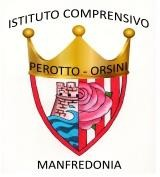 ISTITUTO COMPRENSIVO
PEROTTO - ORSINI
MANFREDONIA